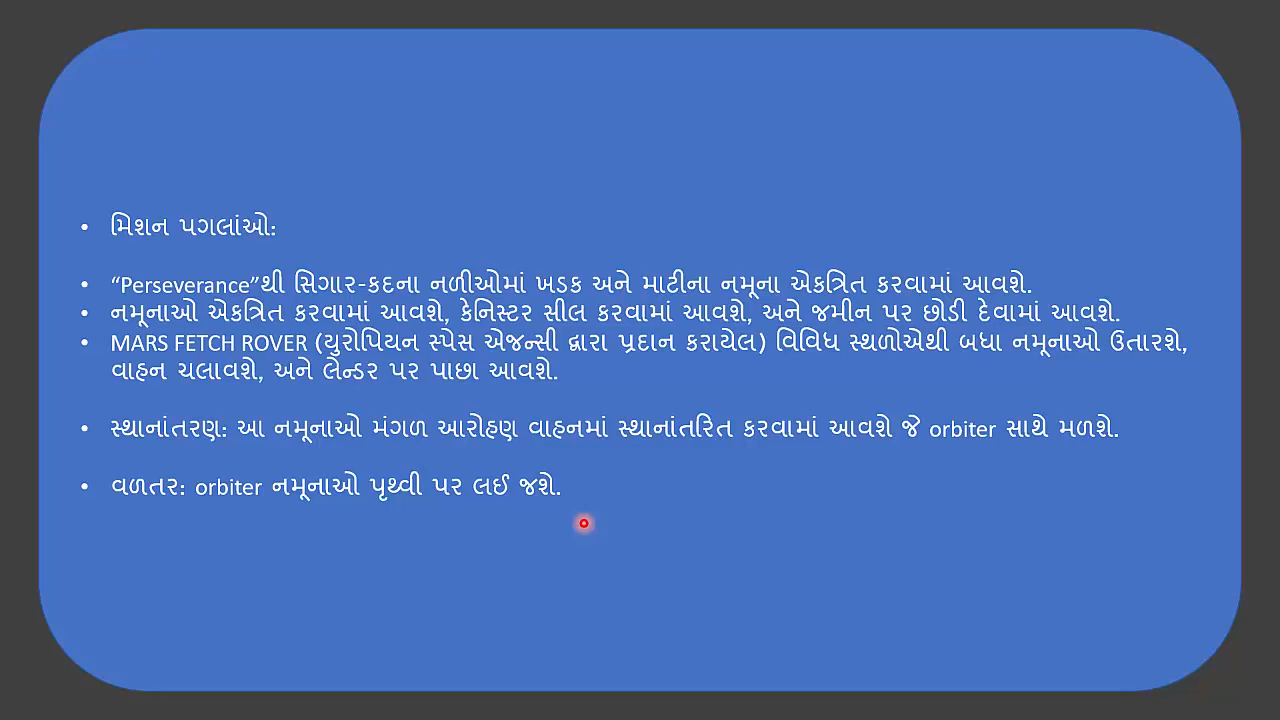 • મિશન પગલાંઓ:
• “Perseverance”થી સિગાર-કદના નળીઓમાં ખડક અને માટીના નમૂના એકત્રિત કરવામાં આવશે.
• નમૂનાઓ એકત્રિત કરવામાં આવશે, કેનિસ્ટર સીલ કરવામાં આવશે, અને જમીન પર છોડી દેવામાં આવશે.
• MARS FETCH ROVER (યુરોપિયન સ્પેસ એજન્સી દ્વારા પ્રદાન કરાયેલ) વિવિધ સ્થળોએથી બધા નમૂનાઓ ઉતારશે,
વાહન ચલાવશે, અને લેન્ડર પર પાછા આવશે.
• સ્થાનાંતરણ: આ નમૂનાઓ મંગળ આરોહણ વાહનમાં સ્થાનાંતરિત કરવામાં આવશે જે orbiter સાથે મળશે.
• વળતર: orbiter નમૂનાઓ પૃથ્વી પર લઈ જશે.